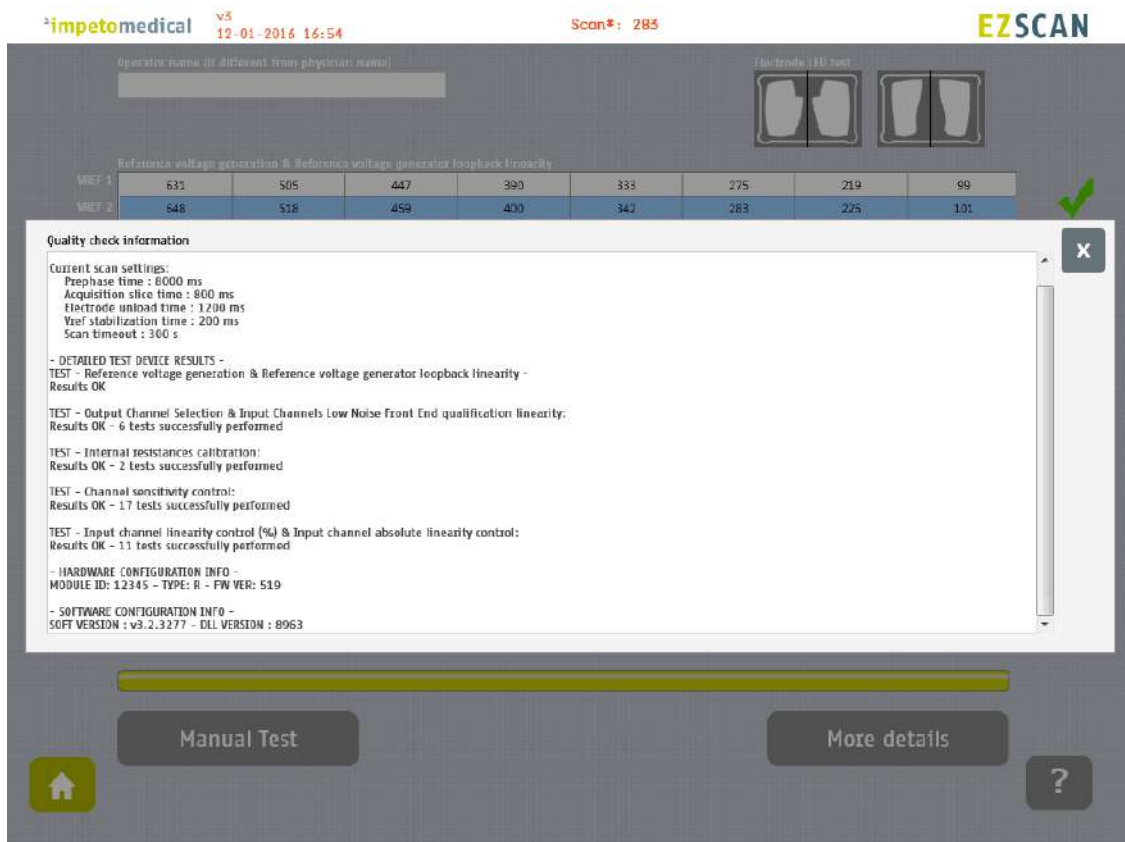 ²impetomedical
v3
12-01-2016 16:54
Scan#: 283
EZSCAN
Operator name (if different from physician name)
Electrode LED test
Reference voltage generation & Reference voltage generator loopback linearity
VREF 1 631 505 447 390 333 275 219 99
VREF 2 648 518 459 400 342 283 225 101
Quality check information
X
Current scan settings:
Prephase time : 8000 ms
Acquisition slice time : 800 ms
Electrode unload time : 1200 ms
Vref stabilization time : 200 ms
Scan timeout : 300 s
- DETAILED TEST DEVICE RESULTS -
TEST - Reference voltage generation & Reference voltage generator loopback linearity -
Results OK
TEST - Output Channel Selection & Input Channels Low Noise Front End qualification linearity:
Results OK - 6 tests successfully performed
TEST - Internal resistances calibration:
Results OK - 2 tests successfully performed
TEST - Channel sensitivity control:
Results OK - 17 tests successfully performed
TEST - Input channel linearity control (%) & Input channel absolute linearity control:
Results OK - 11 tests successfully performed
- HARDWARE CONFIGURATION INFO -
MODULE ID: 12345 - TYPE: R - FW VER: 519
- SOFTWARE CONFIGURATION INFO -
SOFT VERSION : v3.2.3277 - DLL VERSION : 8963
Manual Test
More details
?